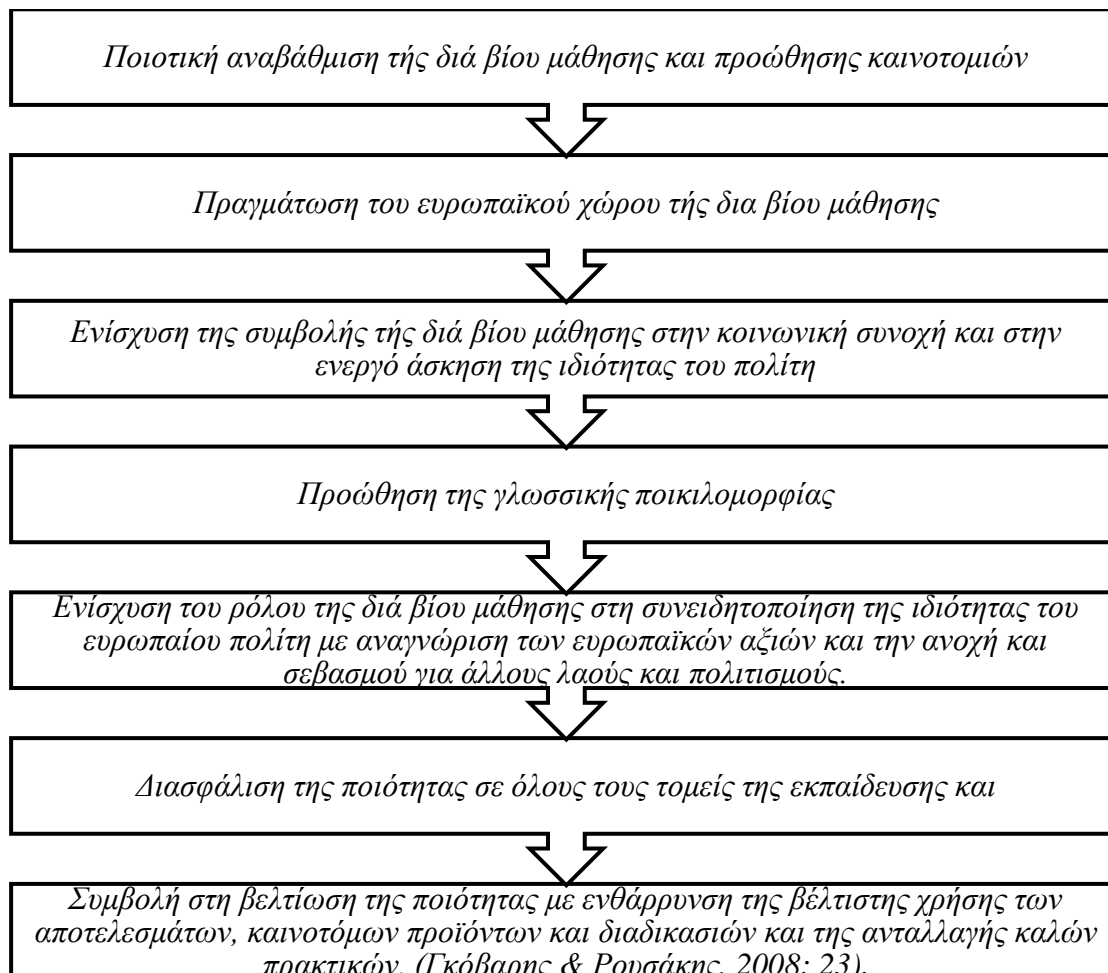 Ποιοτική αναβάθμιση τής διά βίου μάθησης και προώθησης καινοτομιών
Πραγμάτωση του ευρωπαϊκού χώρου τής δια βίου μάθησης
Ενίσχυση της συμβολής τής διά βίου μάθησης στην κοινωνική συνοχή και στην
ενεργό άσκηση της ιδιότητας του πολίτη
Προώθηση της γλωσσικής ποικιλομορφίας
Ενίσχυση του ρόλου της διά βίου μάθησης στη συνειδητοποίηση της ιδιότητας του
ευρωπαίου πολίτη με αναγνώριση των ευρωπαϊκών αξιών και την ανοχή και
σεβασμού για άλλους λαούς και πολιτισμούς.
Διασφάλιση της ποιότητας σε όλους τους τομείς της εκπαίδευσης και
Συμβολή στη βελτίωση της ποιότητας με ενθάρρυνση της βέλτιστης χρήσης των
αποτελεσμάτων, καινοτόμων προϊόντων και διαδικασιών και της ανταλλαγής καλών
πρακτικών. (Γκόβαρης & Ρουσάκης, 2008: 23).